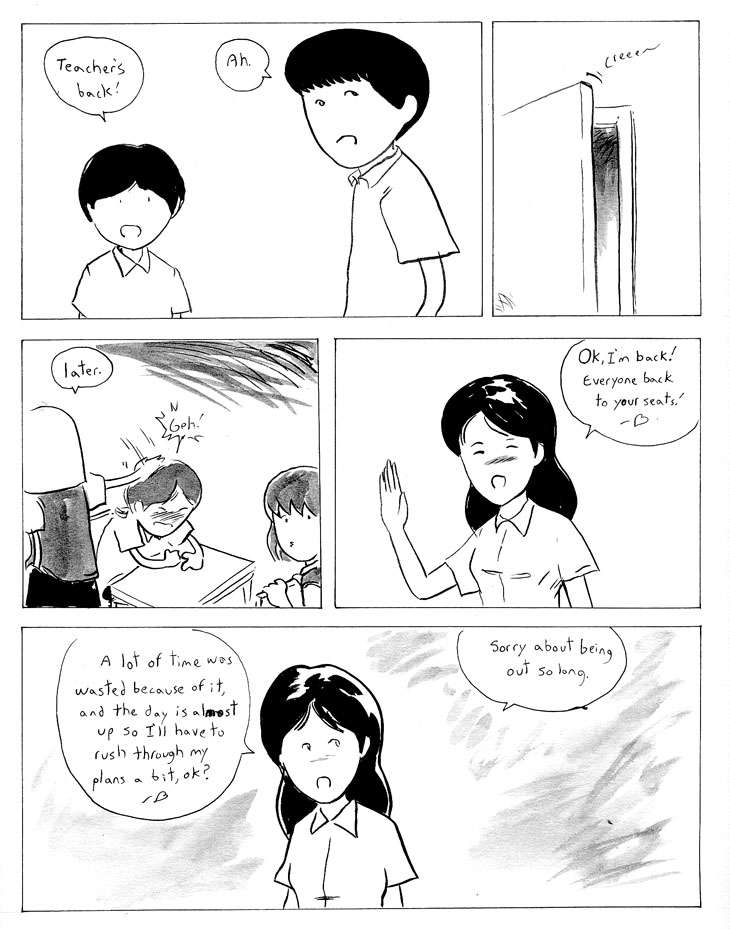 creee~
Ah.
Teacher's
back!
Ok, I'm back!
Everyone back
to your seats!
later.
Geh!
Sorry about being
out so long.
A lot of time was
wasted because of it,
and the day is almost
up so I'll have to
rush through my
plans a bit, ok?